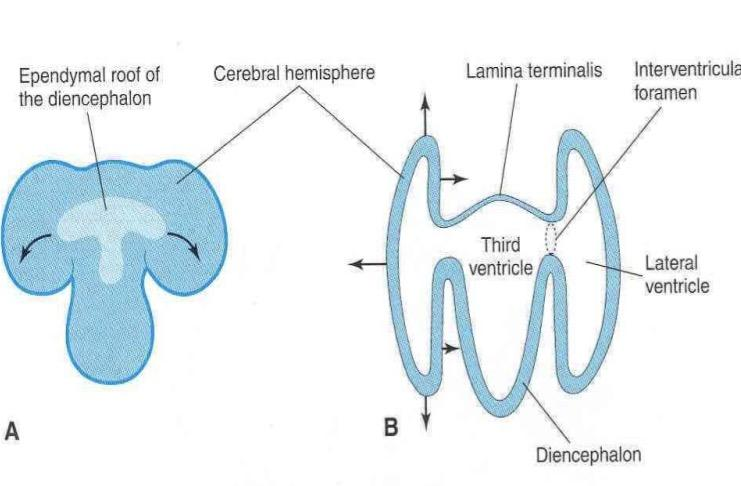 Ependymal roof of
the diencephalon
Cerebral hemisphere
Lamina terminalis
Interventricula
foramen
Third
ventricle
Lateral
ventricle
A
B
Diencephalon